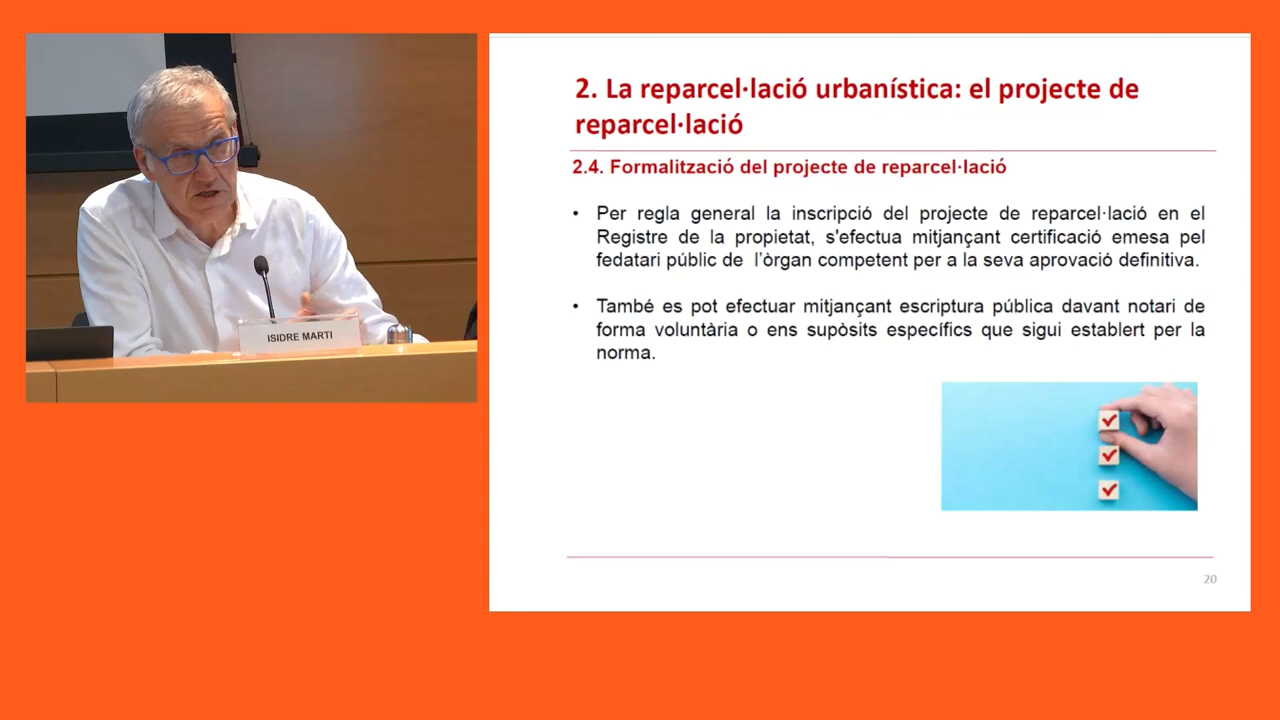 ISIDRE MARTI
2. La reparcel·lació urbanística: el projecte de
reparcel·lació
2.4. Formalització del projecte de reparcel·lació
• Per regla general la inscripció del projecte de reparcel·lació en el
Registre de la propietat, s'efectua mitjançant certificació emesa pel
fedatari públic de l'òrgan competent per a la seva aprovació definitiva.
• També es pot efectuar mitjançant escriptura pública davant notari de
forma voluntària o ens supòsits específics que sigui establert per la
norma.
20